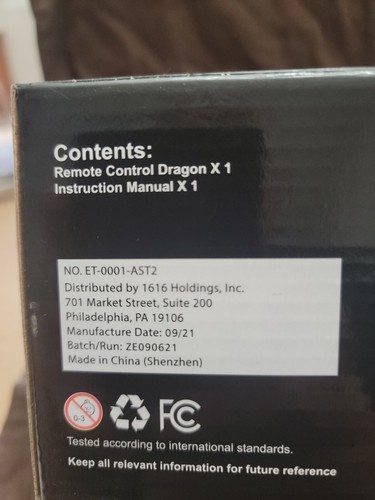 Contents:
Remote Control Dragon X 1
Instruction Manual X 1
NO. ET-0001-AST2
Distributed by 1616 Holdings, Inc.
701 Market Street, Suite 200
Philadelphia, PA 19106
Manufacture Date: 09/21
Batch/Run: ZE090621
Made in China (Shenzhen)
0-3 FC
Tested according to international standards.
Keep all relevant information for future reference